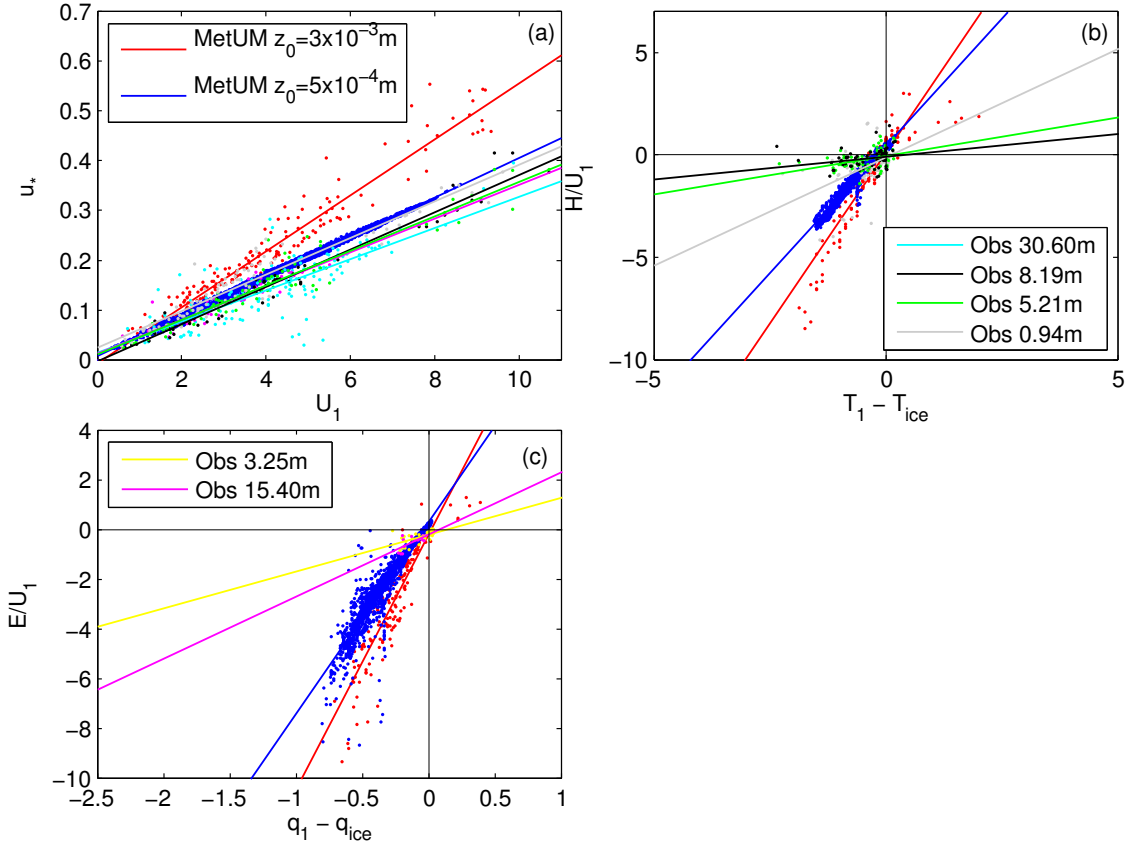 (a)
MetUM z₀=3x10⁻³m
MetUM z₀=5x10⁻⁴m
u*
0.7
0.6
0.5
0.4
0.3
0.2
0.1
0
0 2 4 6 8 10
U₁
(b)
H/U₁
5
0
−5
−10
−5 0 5
T₁ − T_ice
Obs 30.60m
Obs 8.19m
Obs 5.21m
Obs 0.94m
(c)
Obs 3.25m
Obs 15.40m
E/U₁
4
2
0
−2
−4
−6
−8
−10
−2.5 −2 −1.5 −1 −0.5 0 0.5 1
q₁ − q_ice